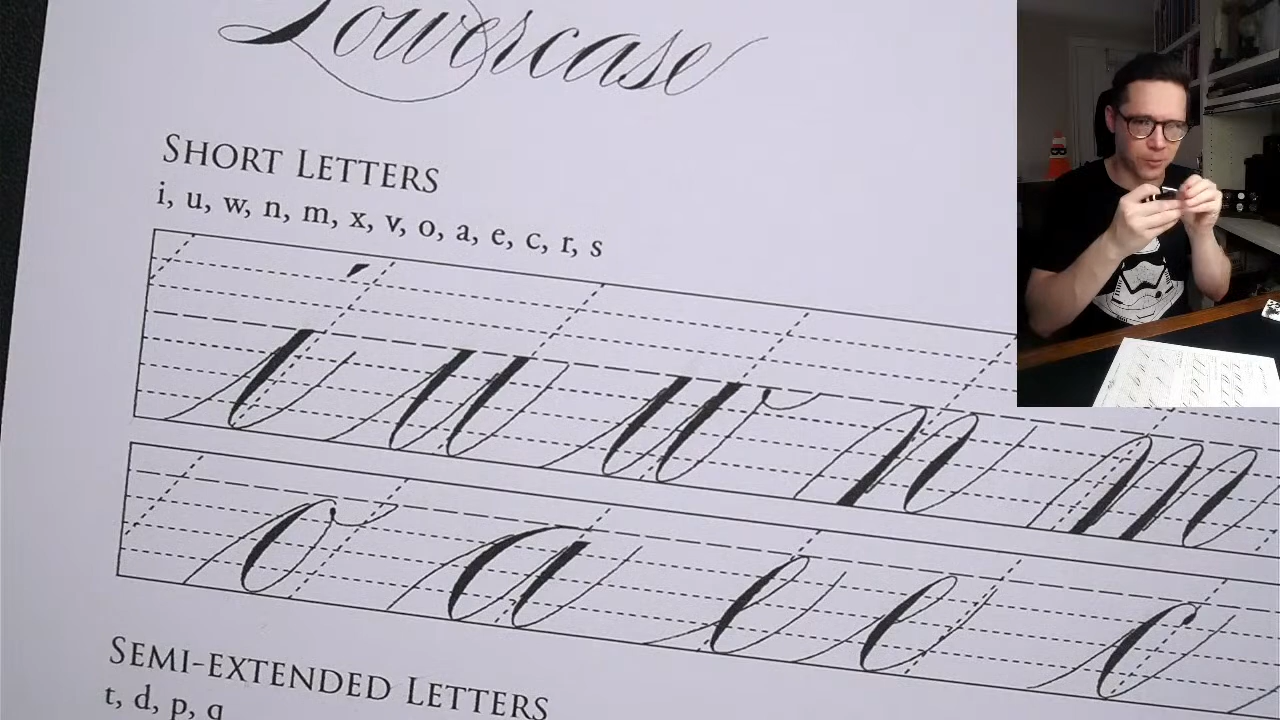 Lowercase
SHORT LETTERS
i, u, w, n, m, x, v, o, a, e, c, r, s
i u w n m
o a e e c
SEMI-EXTENDED LETTERS
t, d, p, q